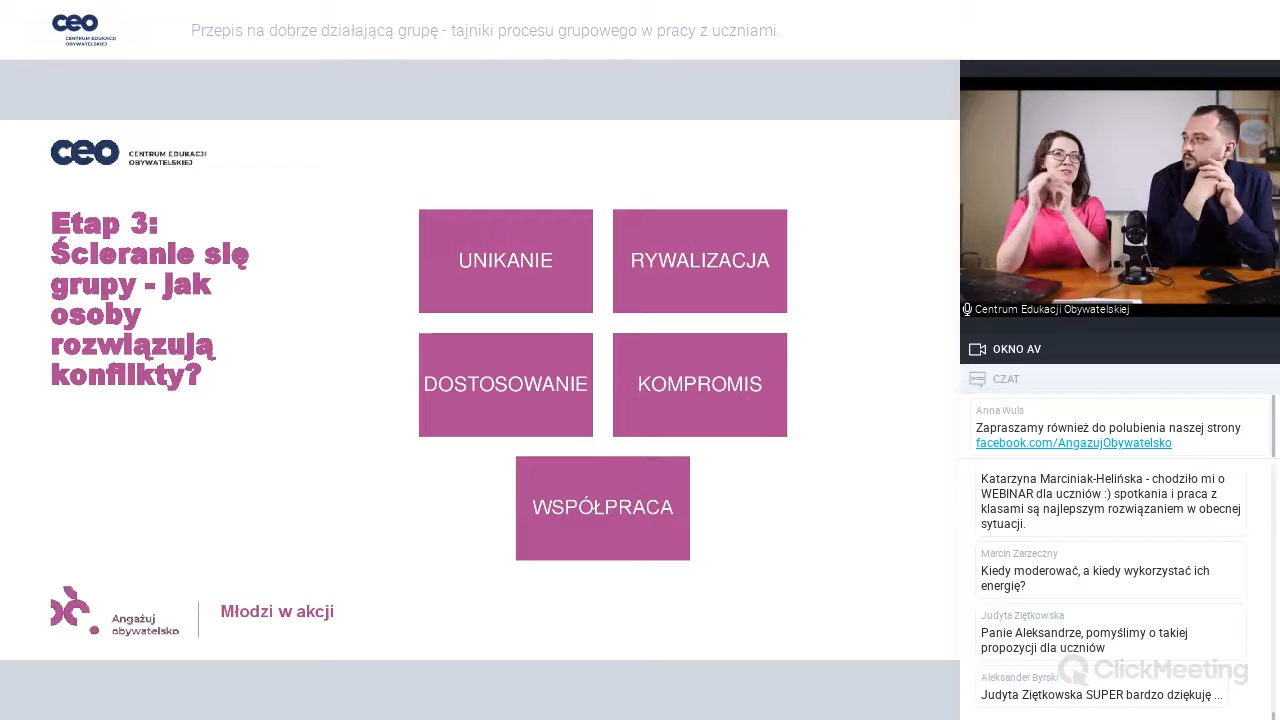 ceo
CENTRUM EDUKACJI
OBYWATELSKIEJ
Przepis na dobrze działającą grupę - tajniki procesu grupowego w pracy z uczniami.
ceo
CENTRUM EDUKACJI
OBYWATELSKIEJ
Etap 3:
Ścieranie się
grupy - jak
osoby
rozwiązują
konflikty?
UNIKANIE
RYWALIZACJA
DOSTOSOWANIE
KOMPROMIS
WSPÓŁPRACA
Angażuj
obywatelsko
Młodzi w akcji
Centrum Edukacji Obywatelskiej
OKNO AV
CZAT
Anna Wuls
Zapraszamy również do polubienia naszej strony
facebook.com/AngazujObywatelsko
Katarzyna Marciniak-Helińska - chodziło mi o
WEBINAR dla uczniów :) spotkania i praca z
klasami są najlepszym rozwiązaniem w obecnej
sytuacji.
Marcin Zarzeczny
Kiedy moderować, a kiedy wykorzystać ich
energię?
Judyta Ziętkowska
Panie Aleksandrze, pomyślimy o takiej
propozycji dla uczniów
ClickMeeting
Aleksander Byrski
Judyta Ziętkowska SUPER bardzo dziękuję ...